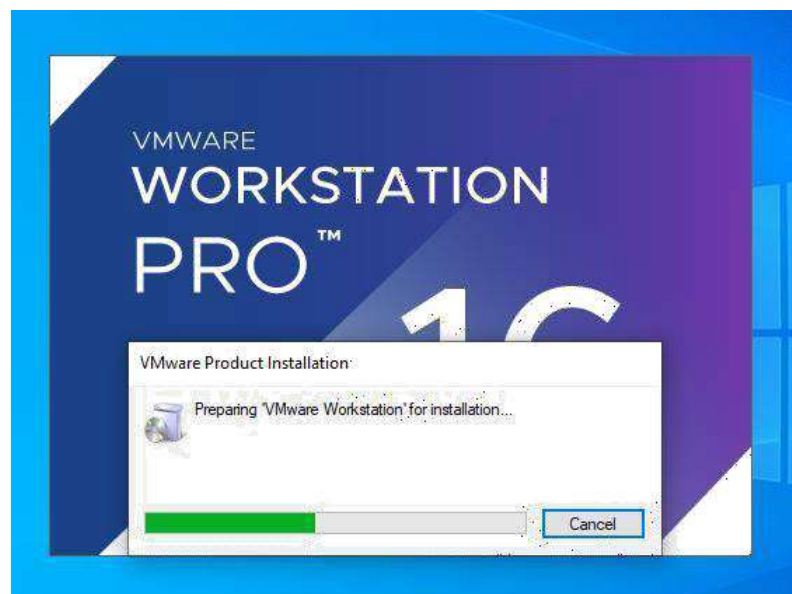 VMWARE
WORKSTATION
PRO™
VMware Product Installation
Preparing 'VMware Workstation' for installation...
Cancel